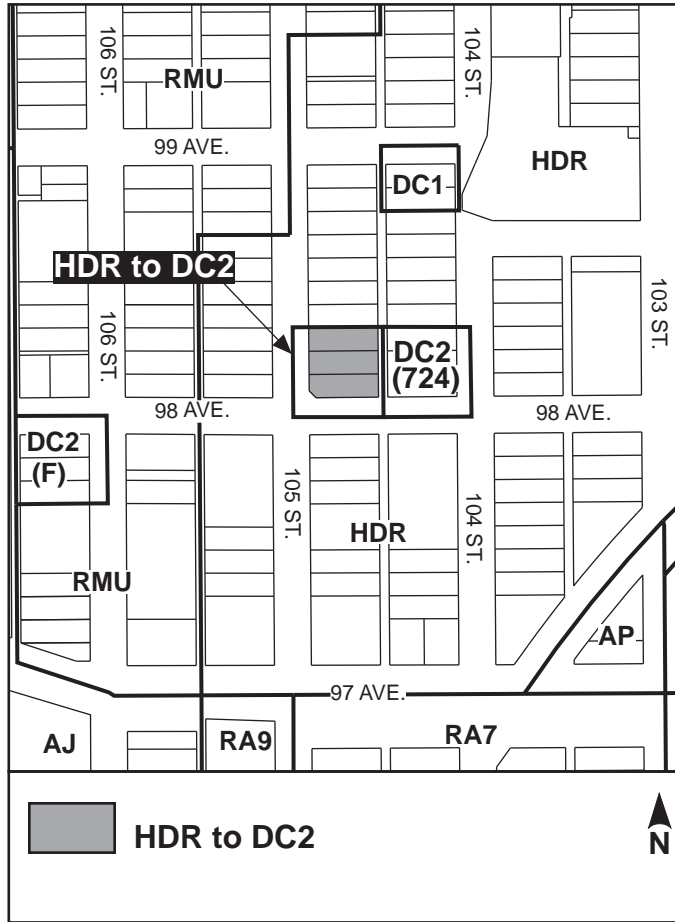 106 ST.
RMU
104 ST.
99 AVE.
HDR
DC1
HDR to DC2
103 ST.
106 ST.
DC2
(724)
98 AVE.
98 AVE.
DC2
(F)
105 ST.
HDR
104 ST.
RMU
AP
97 AVE.
AJ
RA9
RA7
HDR to DC2
N